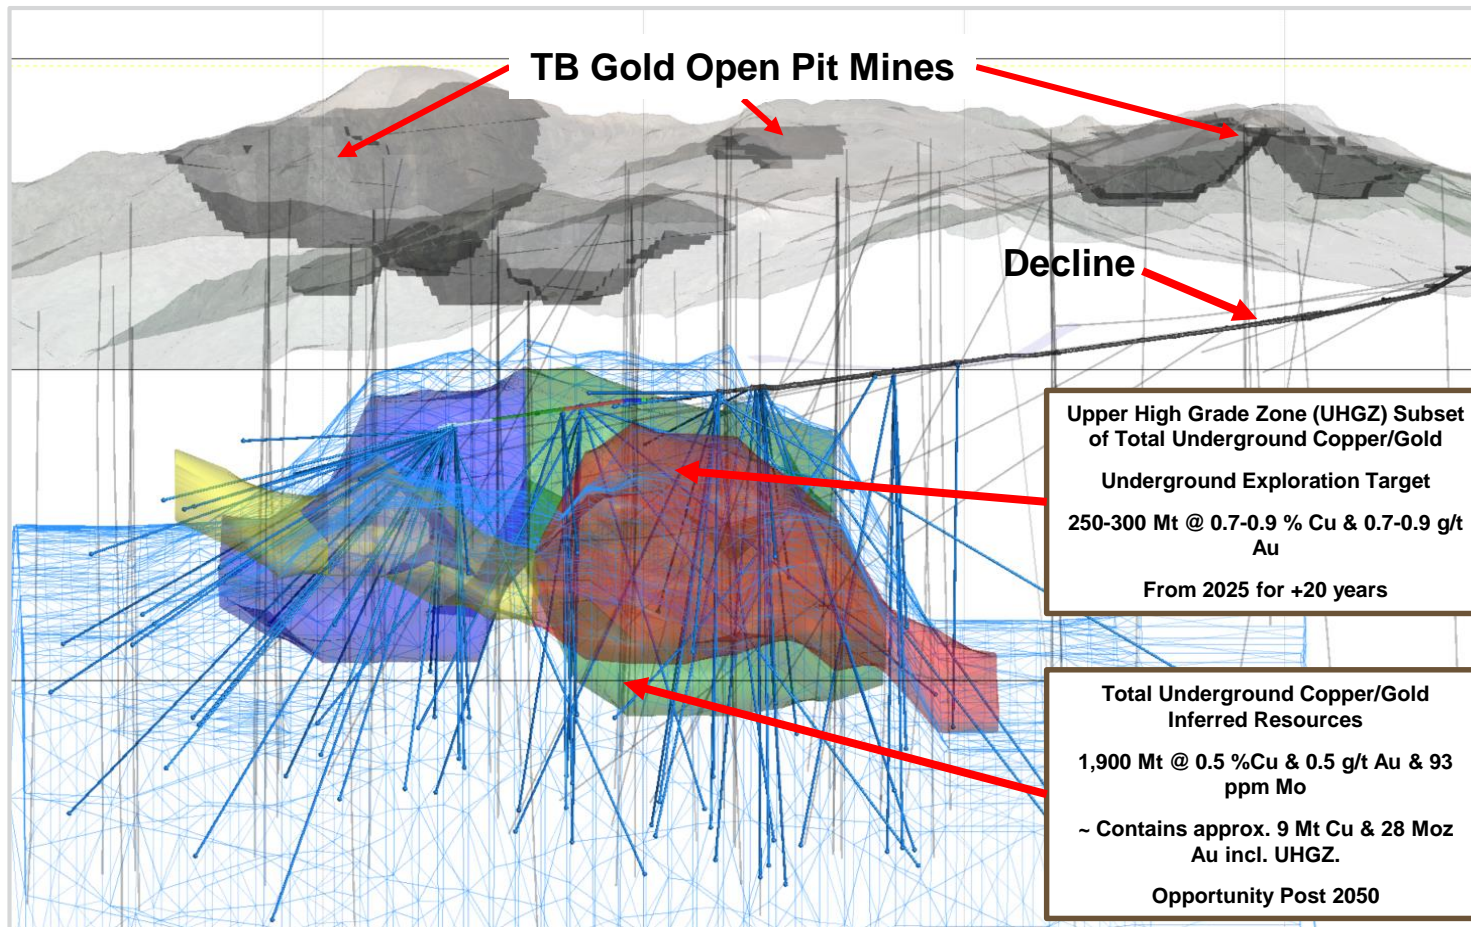 TB Gold Open Pit Mines
Decline
Upper High Grade Zone (UHGZ) Subset
of Total Underground Copper/Gold
Underground Exploration Target
250-300 Mt @ 0.7-0.9 % Cu & 0.7-0.9 g/t
Au
From 2025 for +20 years
Total Underground Copper/Gold
Inferred Resources
1,900 Mt @ 0.5 %Cu & 0.5 g/t Au & 93
ppm Mo
~ Contains approx. 9 Mt Cu & 28 Moz
Au incl. UHGZ.
Opportunity Post 2050